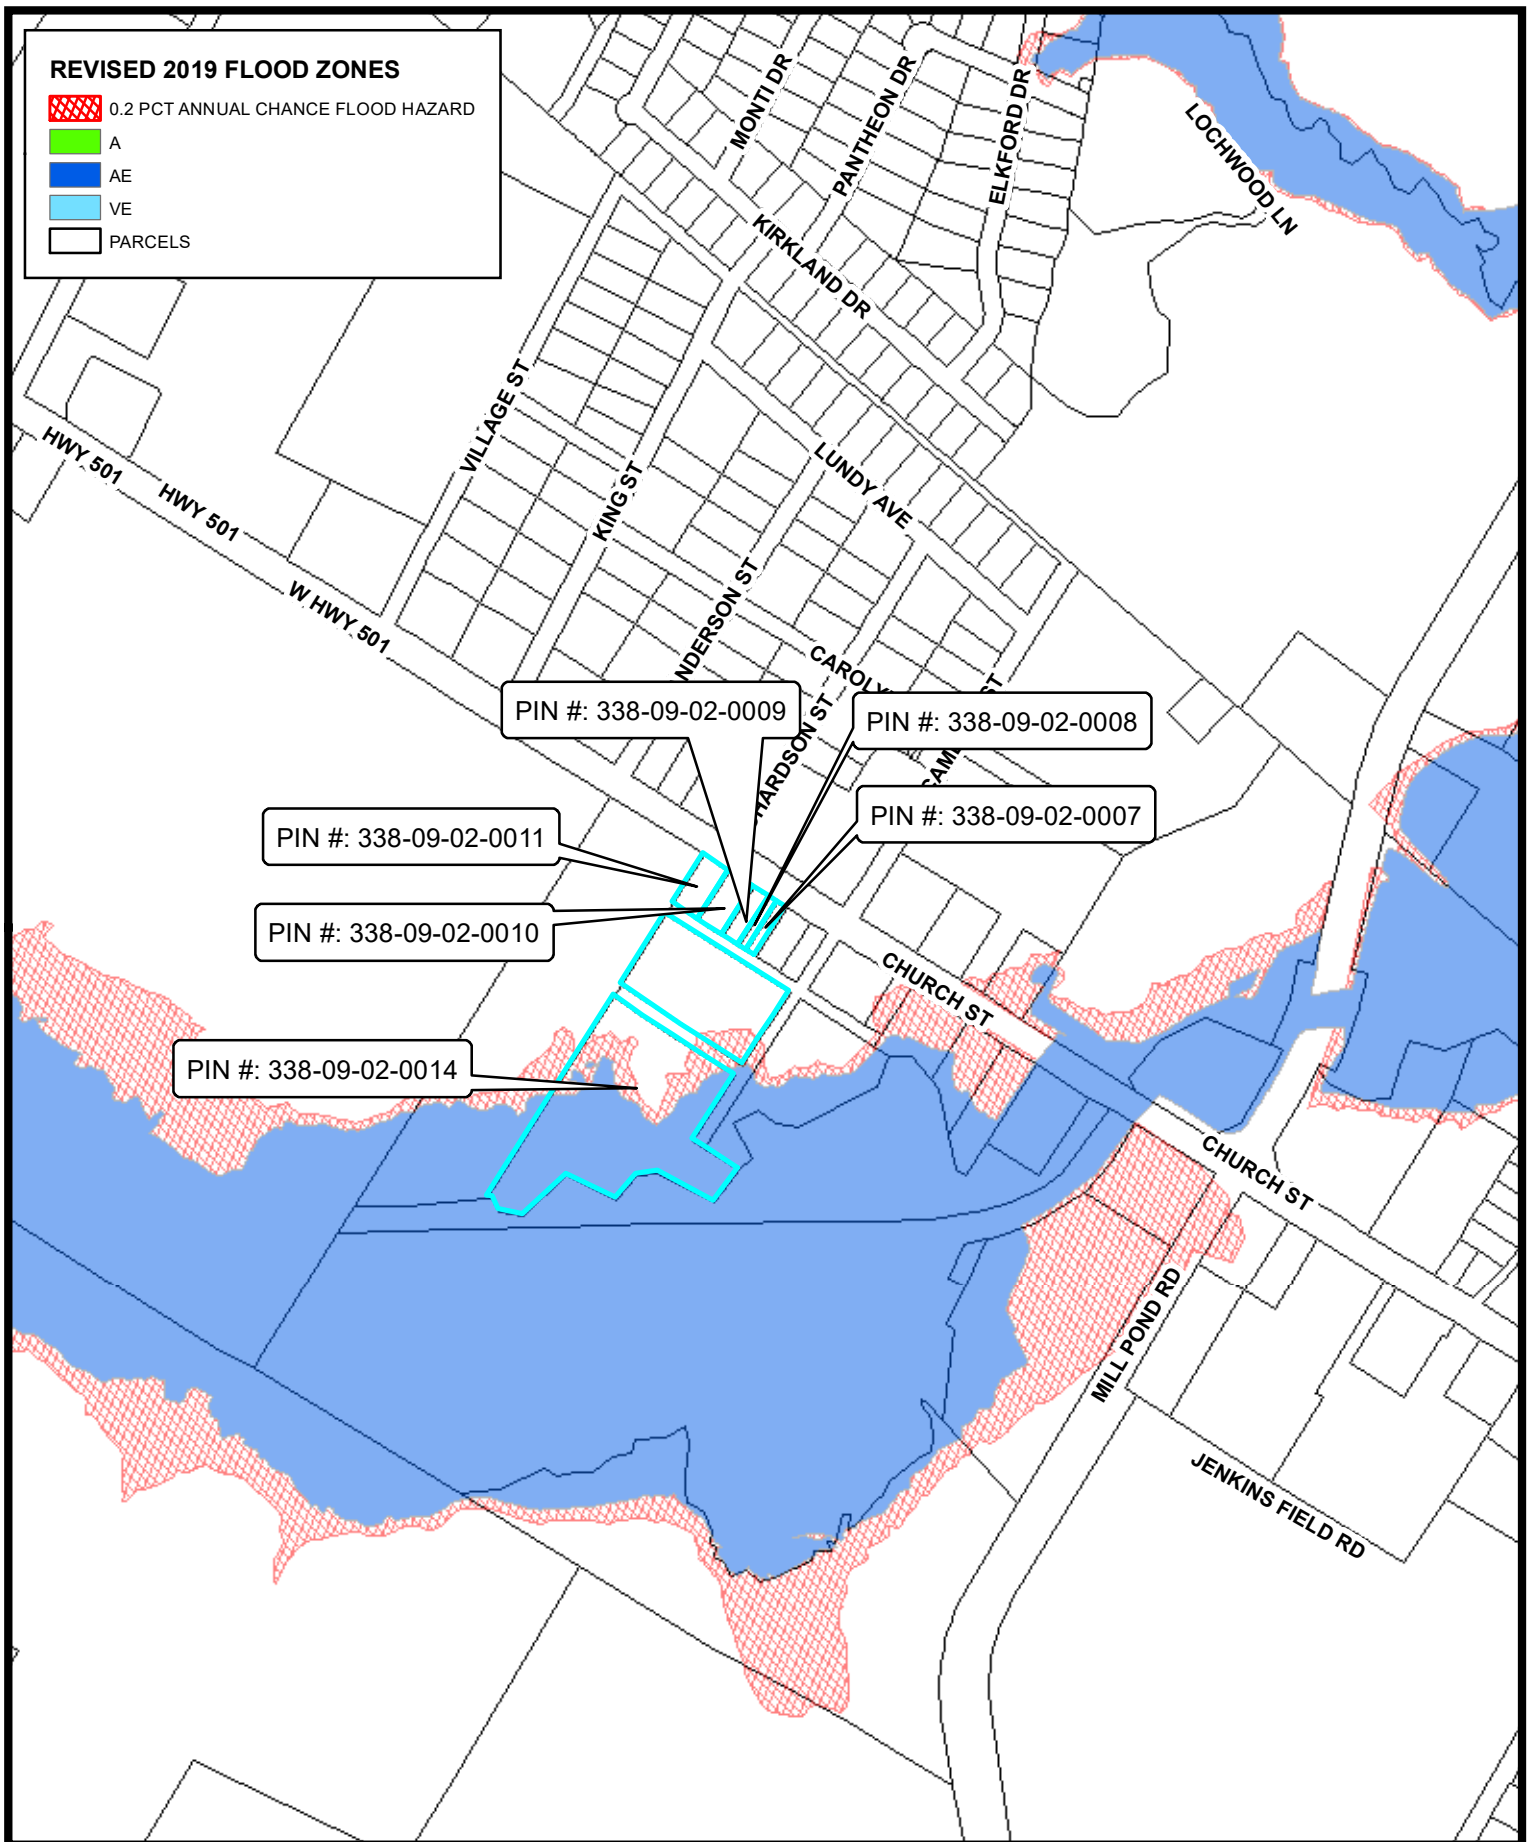 REVISED 2019 FLOOD ZONES
0.2 PCT ANNUAL CHANCE FLOOD HAZARD
A
AE
VE
PARCELS
MONTI DR
PANTHEON DR
ELKFORD DR
LOCHWOOD LN
KIRKLAND DR
VILLAGE ST
HWY 501
HWY 501
KING ST
LUNDY AVE
W HWY 501
NDERSON ST
CAROLY
HARDSON ST
CAM
ST
PIN #: 338-09-02-0009
PIN #: 338-09-02-0008
PIN #: 338-09-02-0007
PIN #: 338-09-02-0011
PIN #: 338-09-02-0010
CHURCH ST
PIN #: 338-09-02-0014
CHURCH ST
MILL POND RD
JENKINS FIELD RD